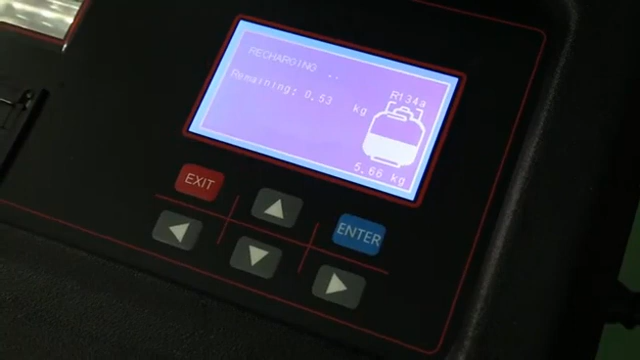 RECHARGING ..
Remaining: 0.53 kg
R134a
5.66 kg
EXIT
ENTER